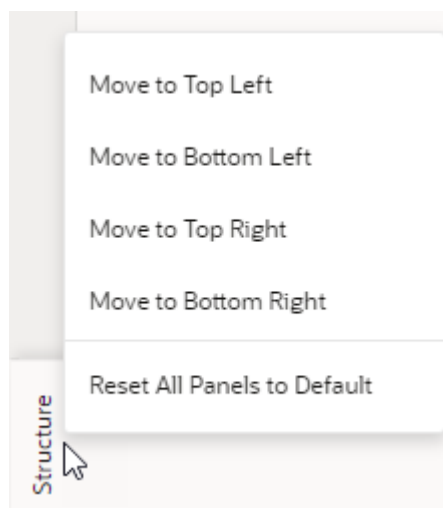 Move to Top Left
Move to Bottom Left
Move to Top Right
Move to Bottom Right
Reset All Panels to Default
Structure